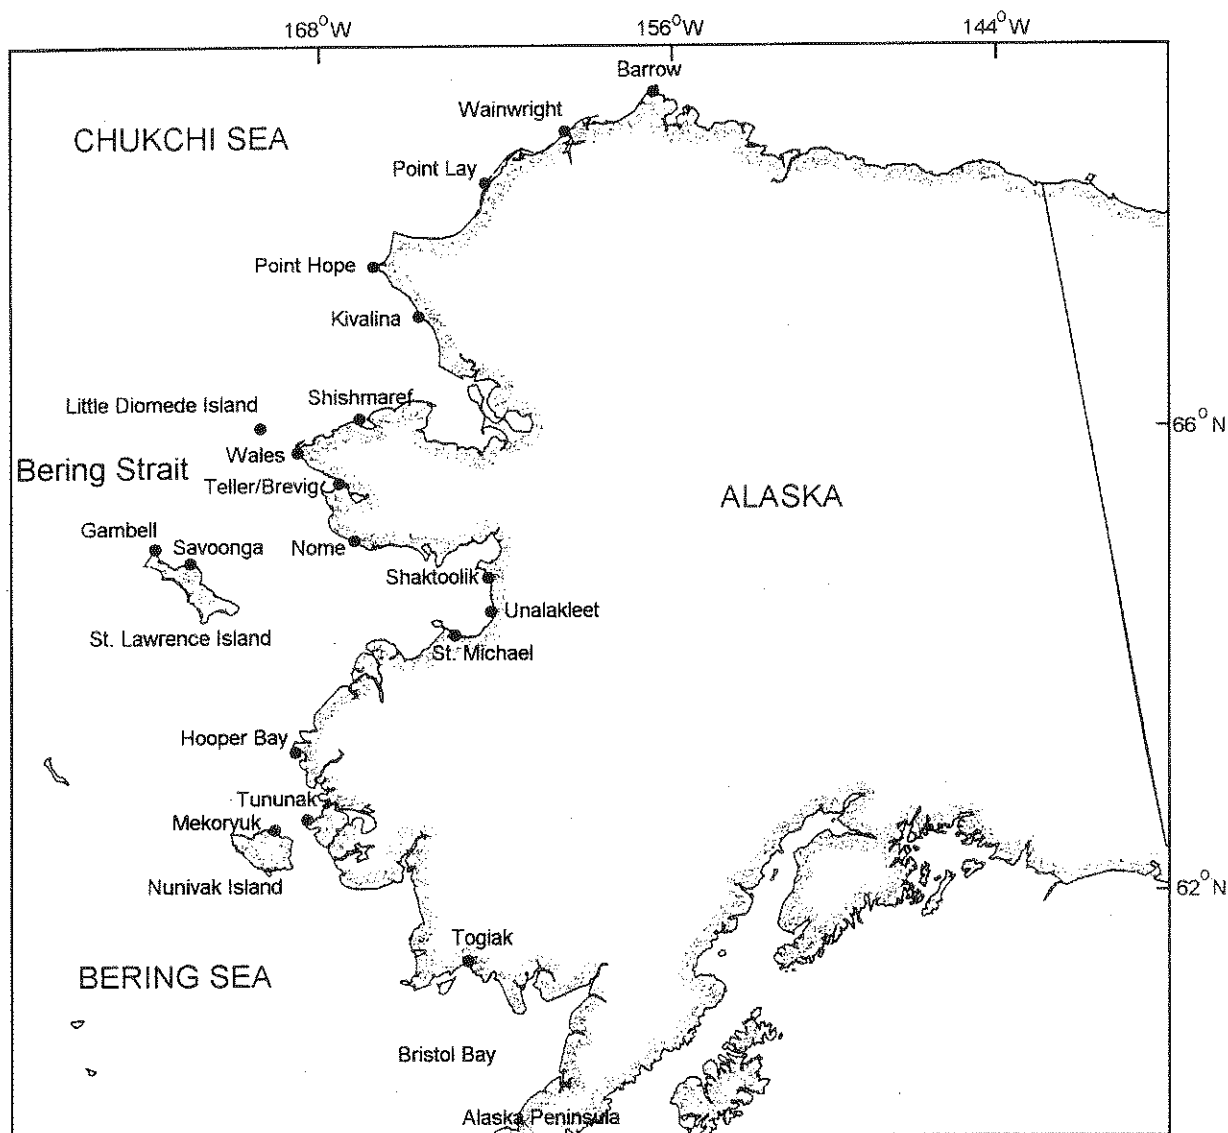 168°W
156°W
144°W
Barrow
Wainwright
CHUKCHI SEA
Point Lay
Point Hope
Kivalina
Shishmaref
Little Diomede Island
66°N
Wales
Bering Strait
Teller/Brevig
ALASKA
Gambell
Savoonga
Nome
Shaktoolik
Unalakleet
St. Lawrence Island
St. Michael
Hooper Bay
Tununak
Mekoryuk
Nunivak Island
62°N
Togiak
BERING SEA
Bristol Bay
Alaska Peninsula